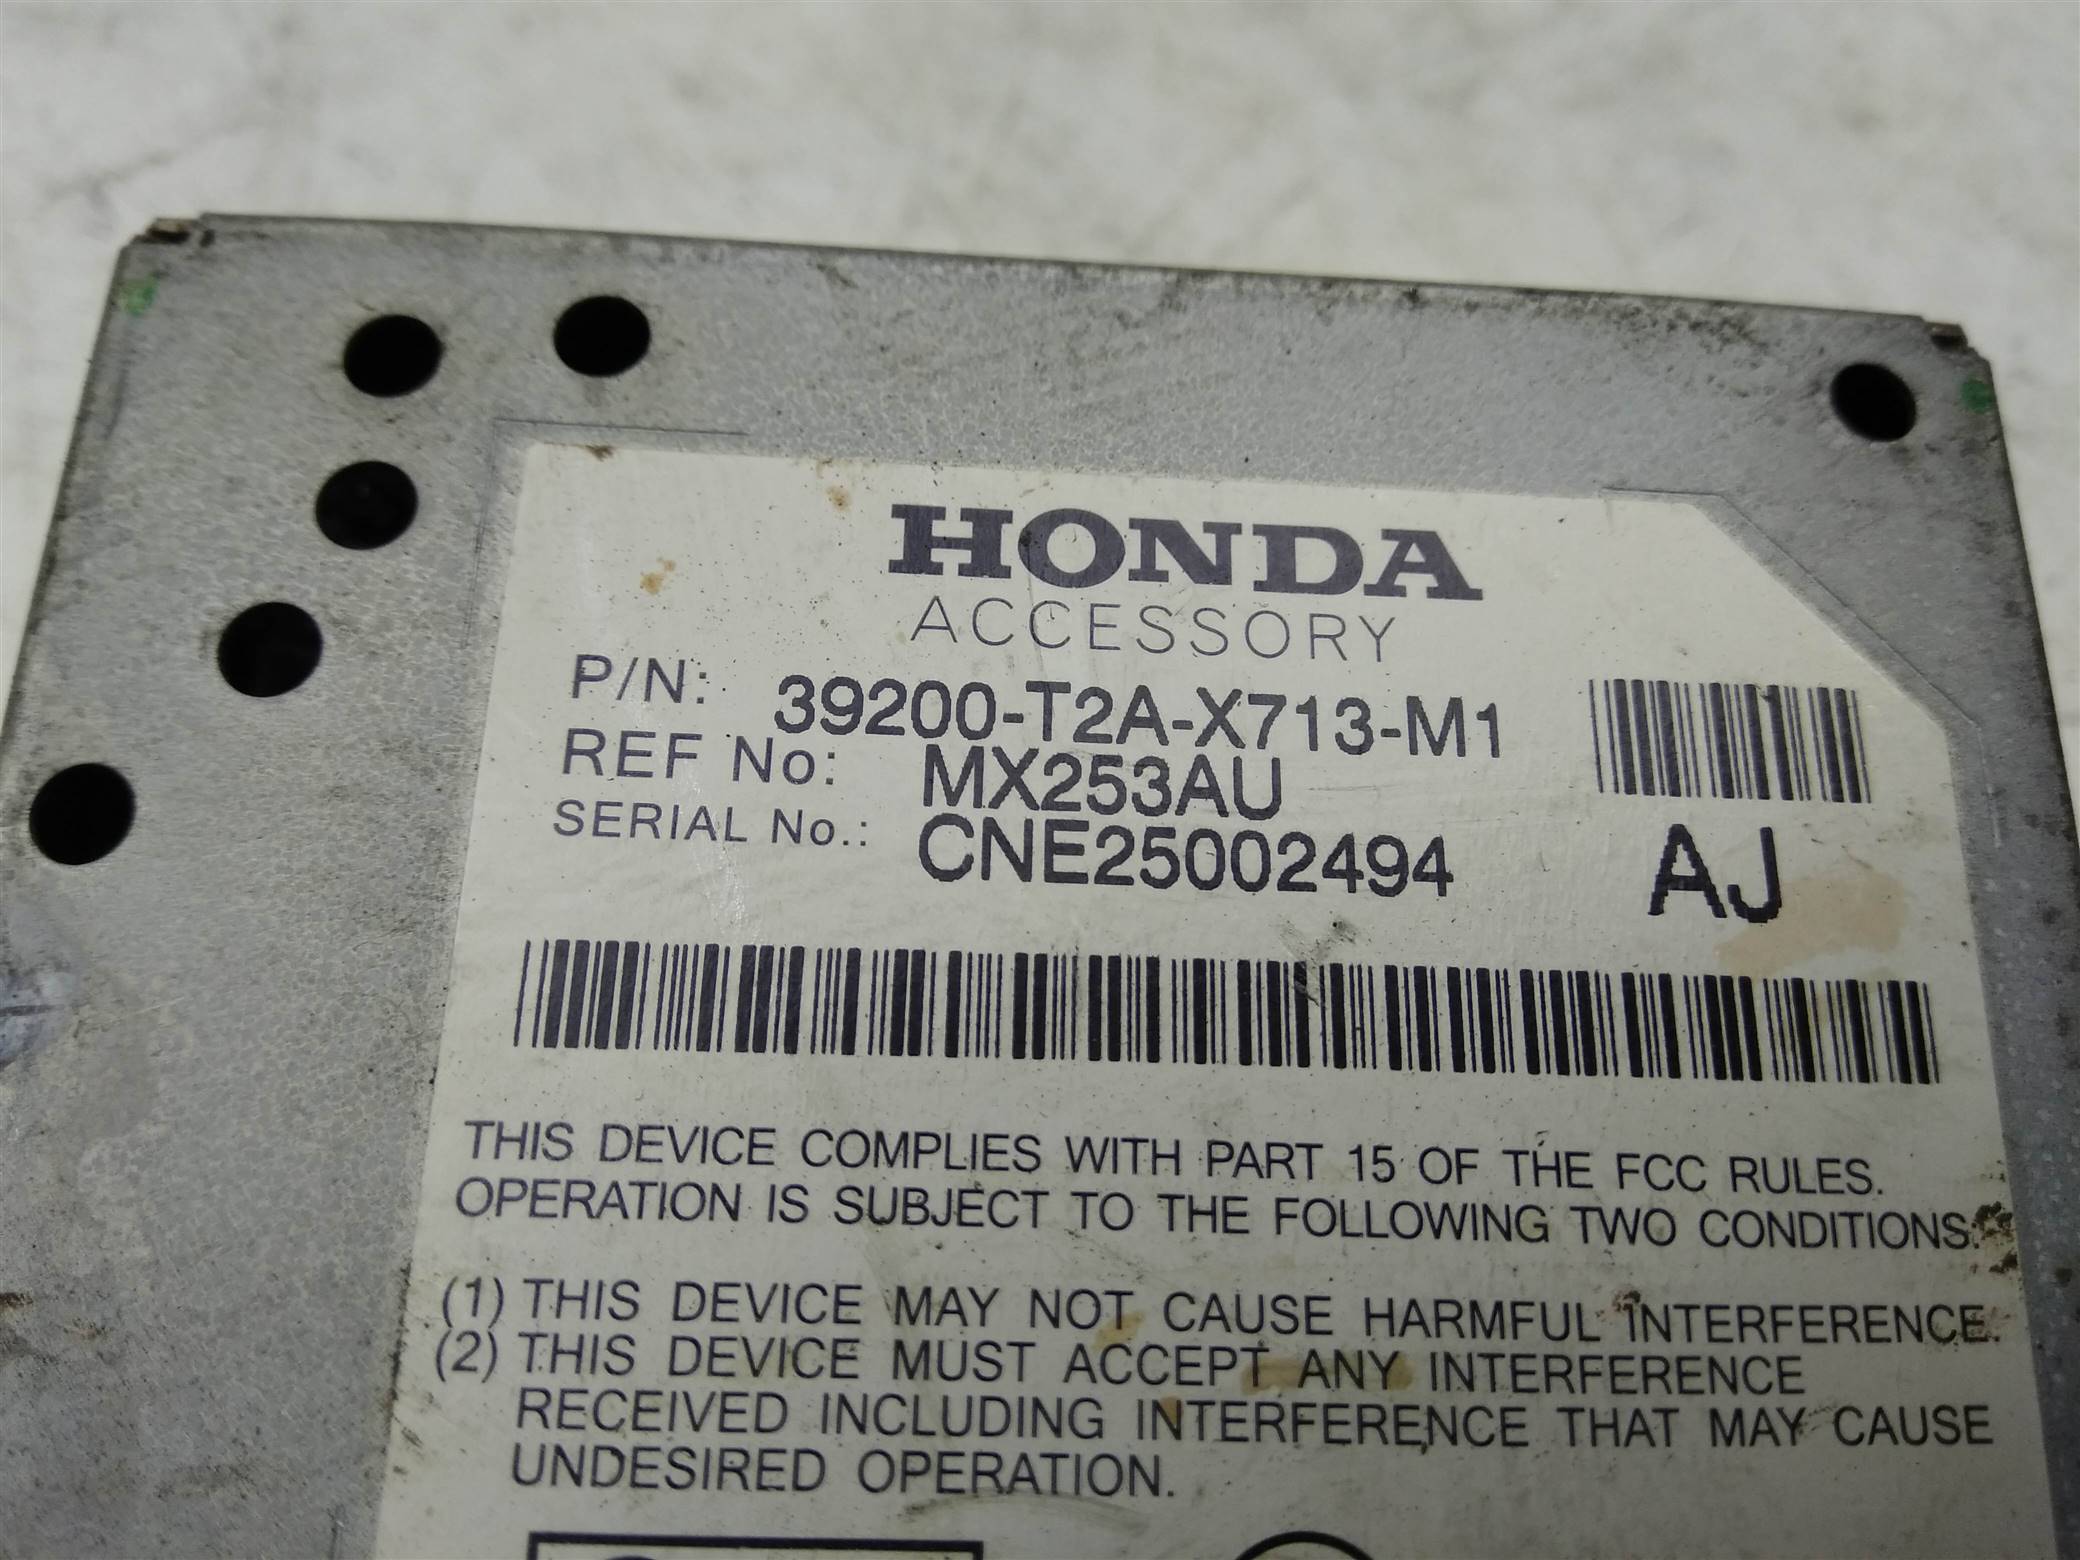 HONDA
ACCESSORY
P/N: 39200-T2A-X713-M1
REF No: MX253AU
SERIAL No.: CNE25002494
AJ
THIS DEVICE COMPLIES WITH PART 15 OF THE FCC RULES.
OPERATION IS SUBJECT TO THE FOLLOWING TWO CONDITIONS:
(1) THIS DEVICE MAY NOT CAUSE HARMFUL INTERFERENCE.
(2) THIS DEVICE MUST ACCEPT ANY INTERFERENCE
RECEIVED INCLUDING INTERFERENCE THAT MAY CAUSE
UNDESIRED OPERATION.